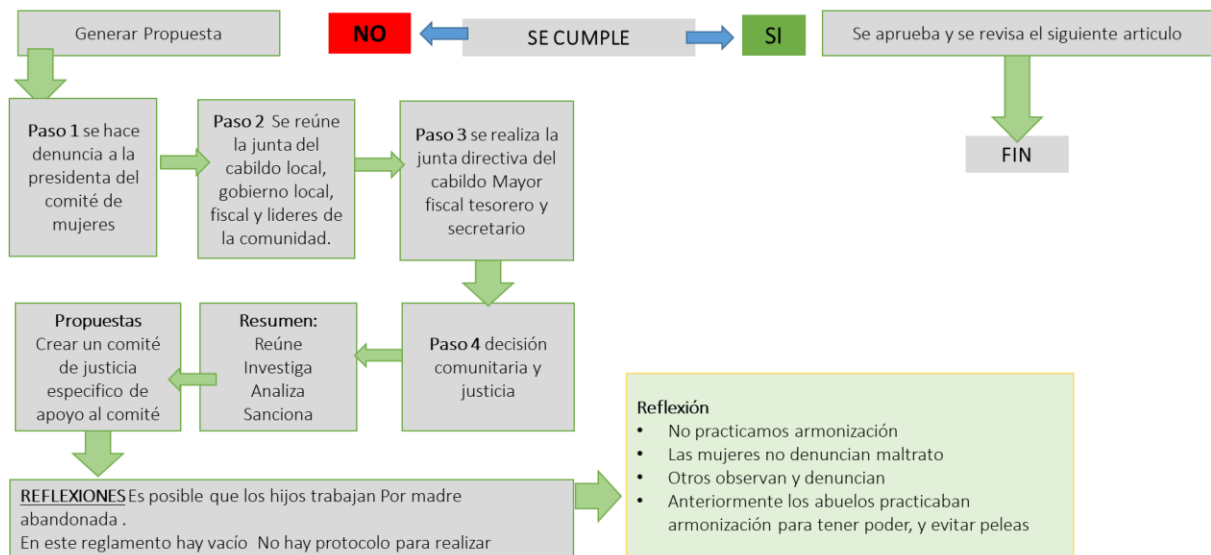 Generar Propuesta
NO
SE CUMPLE
SI
Se aprueba y se revisa el siguiente articulo
FIN
Paso 1 se hace
denuncia a la
presidenta del
comité de
mujeres
Paso 2 Se reúne
la junta del
cabildo local,
gobierno local,
fiscal y lideres de
la comunidad.
Paso 3 se realiza la
junta directiva del
cabildo Mayor
fiscal tesorero y
secretario
Paso 4 decisión
comunitaria y
justicia
Resumen:
Reúne
Investiga
Analiza
Sanciona
Propuestas
Crear un comité
de justicia
especifico de
apoyo al comité
REFLEXIONES Es posible que los hijos trabajan Por madre
abandonada .
En este reglamento hay vacío No hay protocolo para realizar
Reflexión
• No practicamos armonización
• Las mujeres no denuncian maltrato
• Otros observan y denuncian
• Anteriormente los abuelos practicaban
armonización para tener poder, y evitar peleas